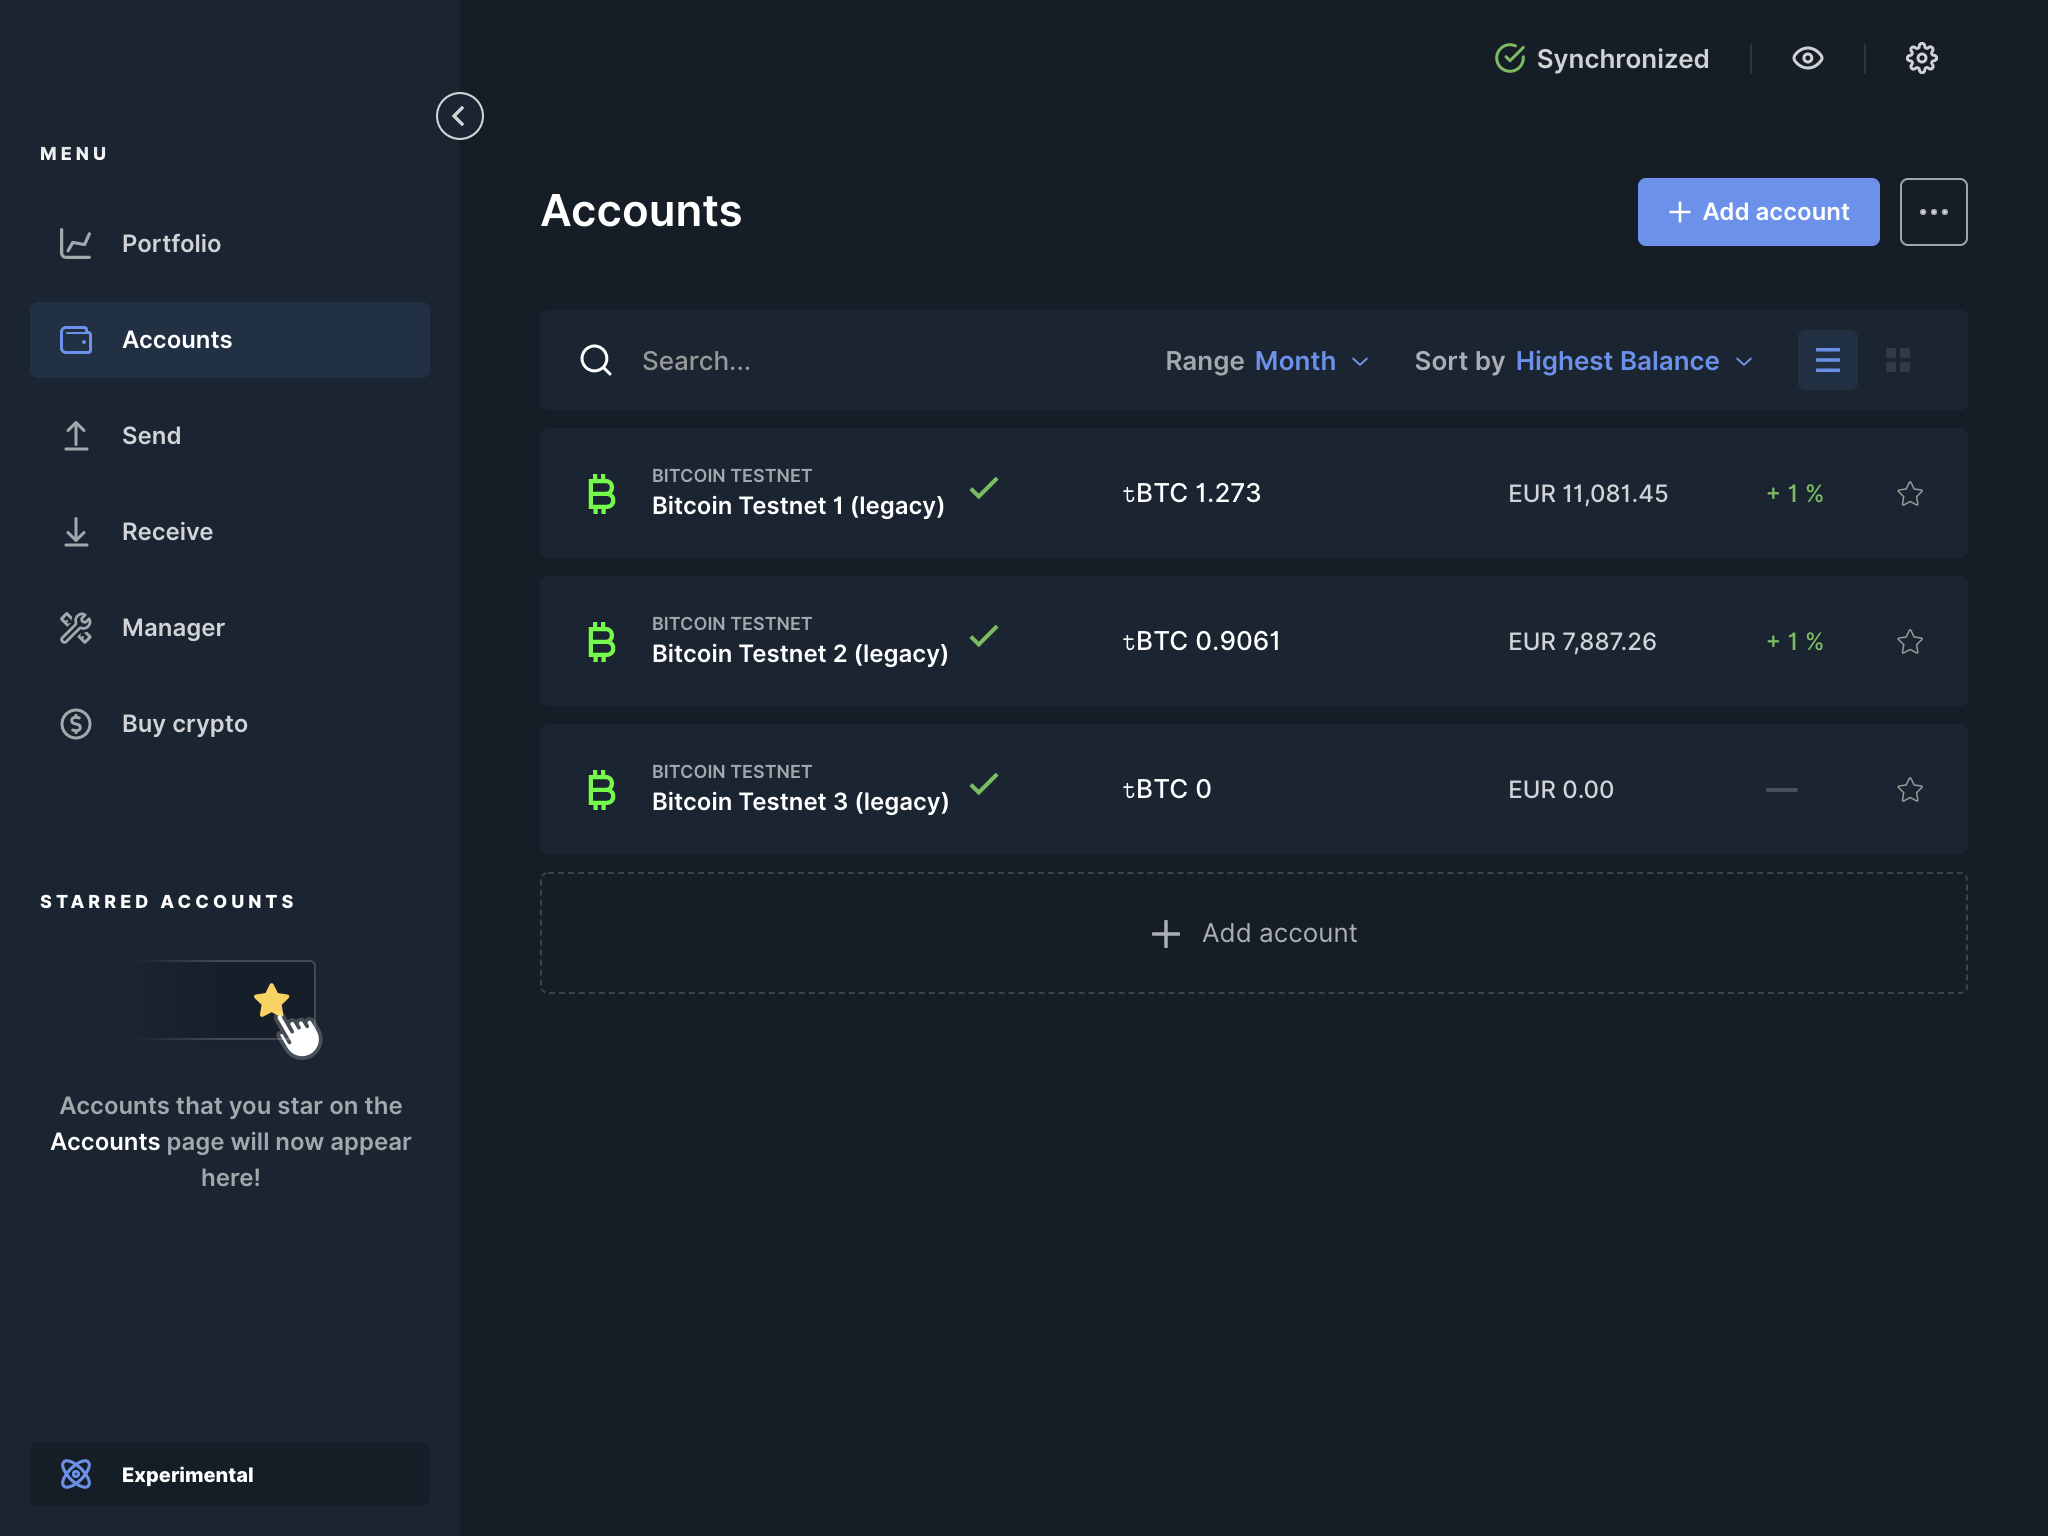 Synchronized
MENU
Portfolio
Accounts
Send
Receive
Manager
Buy crypto
STARRED ACCOUNTS
Accounts that you star on the
Accounts page will now appear
here!
Experimental
Accounts
+ Add account
Search...
Range Month
Sort by Highest Balance
BITCOIN TESTNET
Bitcoin Testnet 1 (legacy)
tBTC 1.273
EUR 11,081.45
+ 1 %
BITCOIN TESTNET
Bitcoin Testnet 2 (legacy)
tBTC 0.9061
EUR 7,887.26
+ 1 %
BITCOIN TESTNET
Bitcoin Testnet 3 (legacy)
tBTC 0
EUR 0.00
—
+ Add account